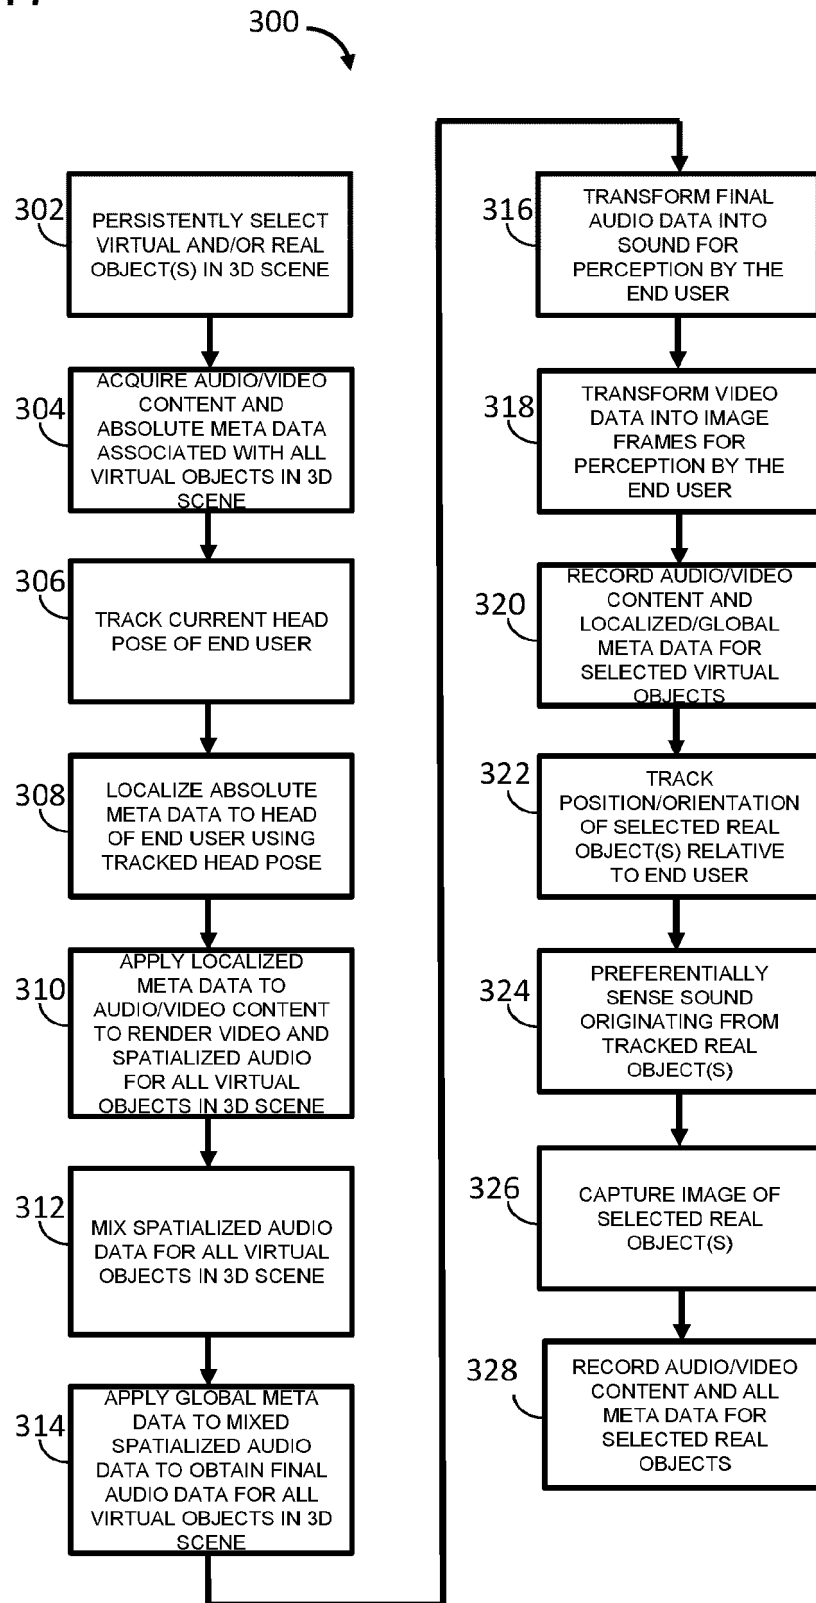 300
302
PERSISTENTLY SELECT
VIRTUAL AND/OR REAL
OBJECT(S) IN 3D SCENE
304
ACQUIRE AUDIO/VIDEO
CONTENT AND
ABSOLUTE META DATA
ASSOCIATED WITH ALL
VIRTUAL OBJECTS IN 3D
SCENE
306
TRACK CURRENT HEAD
POSE OF END USER
308
LOCALIZE ABSOLUTE
META DATA TO HEAD
OF END USER USING
TRACKED HEAD POSE
310
APPLY LOCALIZED
META DATA TO
AUDIO/VIDEO CONTENT
TO RENDER VIDEO AND
SPATIALIZED AUDIO
FOR ALL VIRTUAL
OBJECTS IN 3D SCENE
312
MIX SPATIALIZED AUDIO
DATA FOR ALL VIRTUAL
OBJECTS IN 3D SCENE
314
APPLY GLOBAL META
DATA TO MIXED
SPATIALIZED AUDIO
DATA TO OBTAIN FINAL
AUDIO DATA FOR ALL
VIRTUAL OBJECTS IN 3D
SCENE
316
TRANSFORM FINAL
AUDIO DATA INTO
SOUND FOR
PERCEPTION BY THE
END USER
318
TRANSFORM VIDEO
DATA INTO IMAGE
FRAMES FOR
PERCEPTION BY THE
END USER
320
RECORD AUDIO/VIDEO
CONTENT AND
LOCALIZED/GLOBAL
META DATA FOR
SELECTED VIRTUAL
OBJECTS
322
TRACK
POSITION/ORIENTATION
OF SELECTED REAL
OBJECT(S) RELATIVE
TO END USER
324
PREFERENTIALLY
SENSE SOUND
ORIGINATING FROM
TRACKED REAL
OBJECT(S)
326
CAPTURE IMAGE OF
SELECTED REAL
OBJECT(S)
328
RECORD AUDIO/VIDEO
CONTENT AND ALL
META DATA FOR
SELECTED REAL
OBJECTS